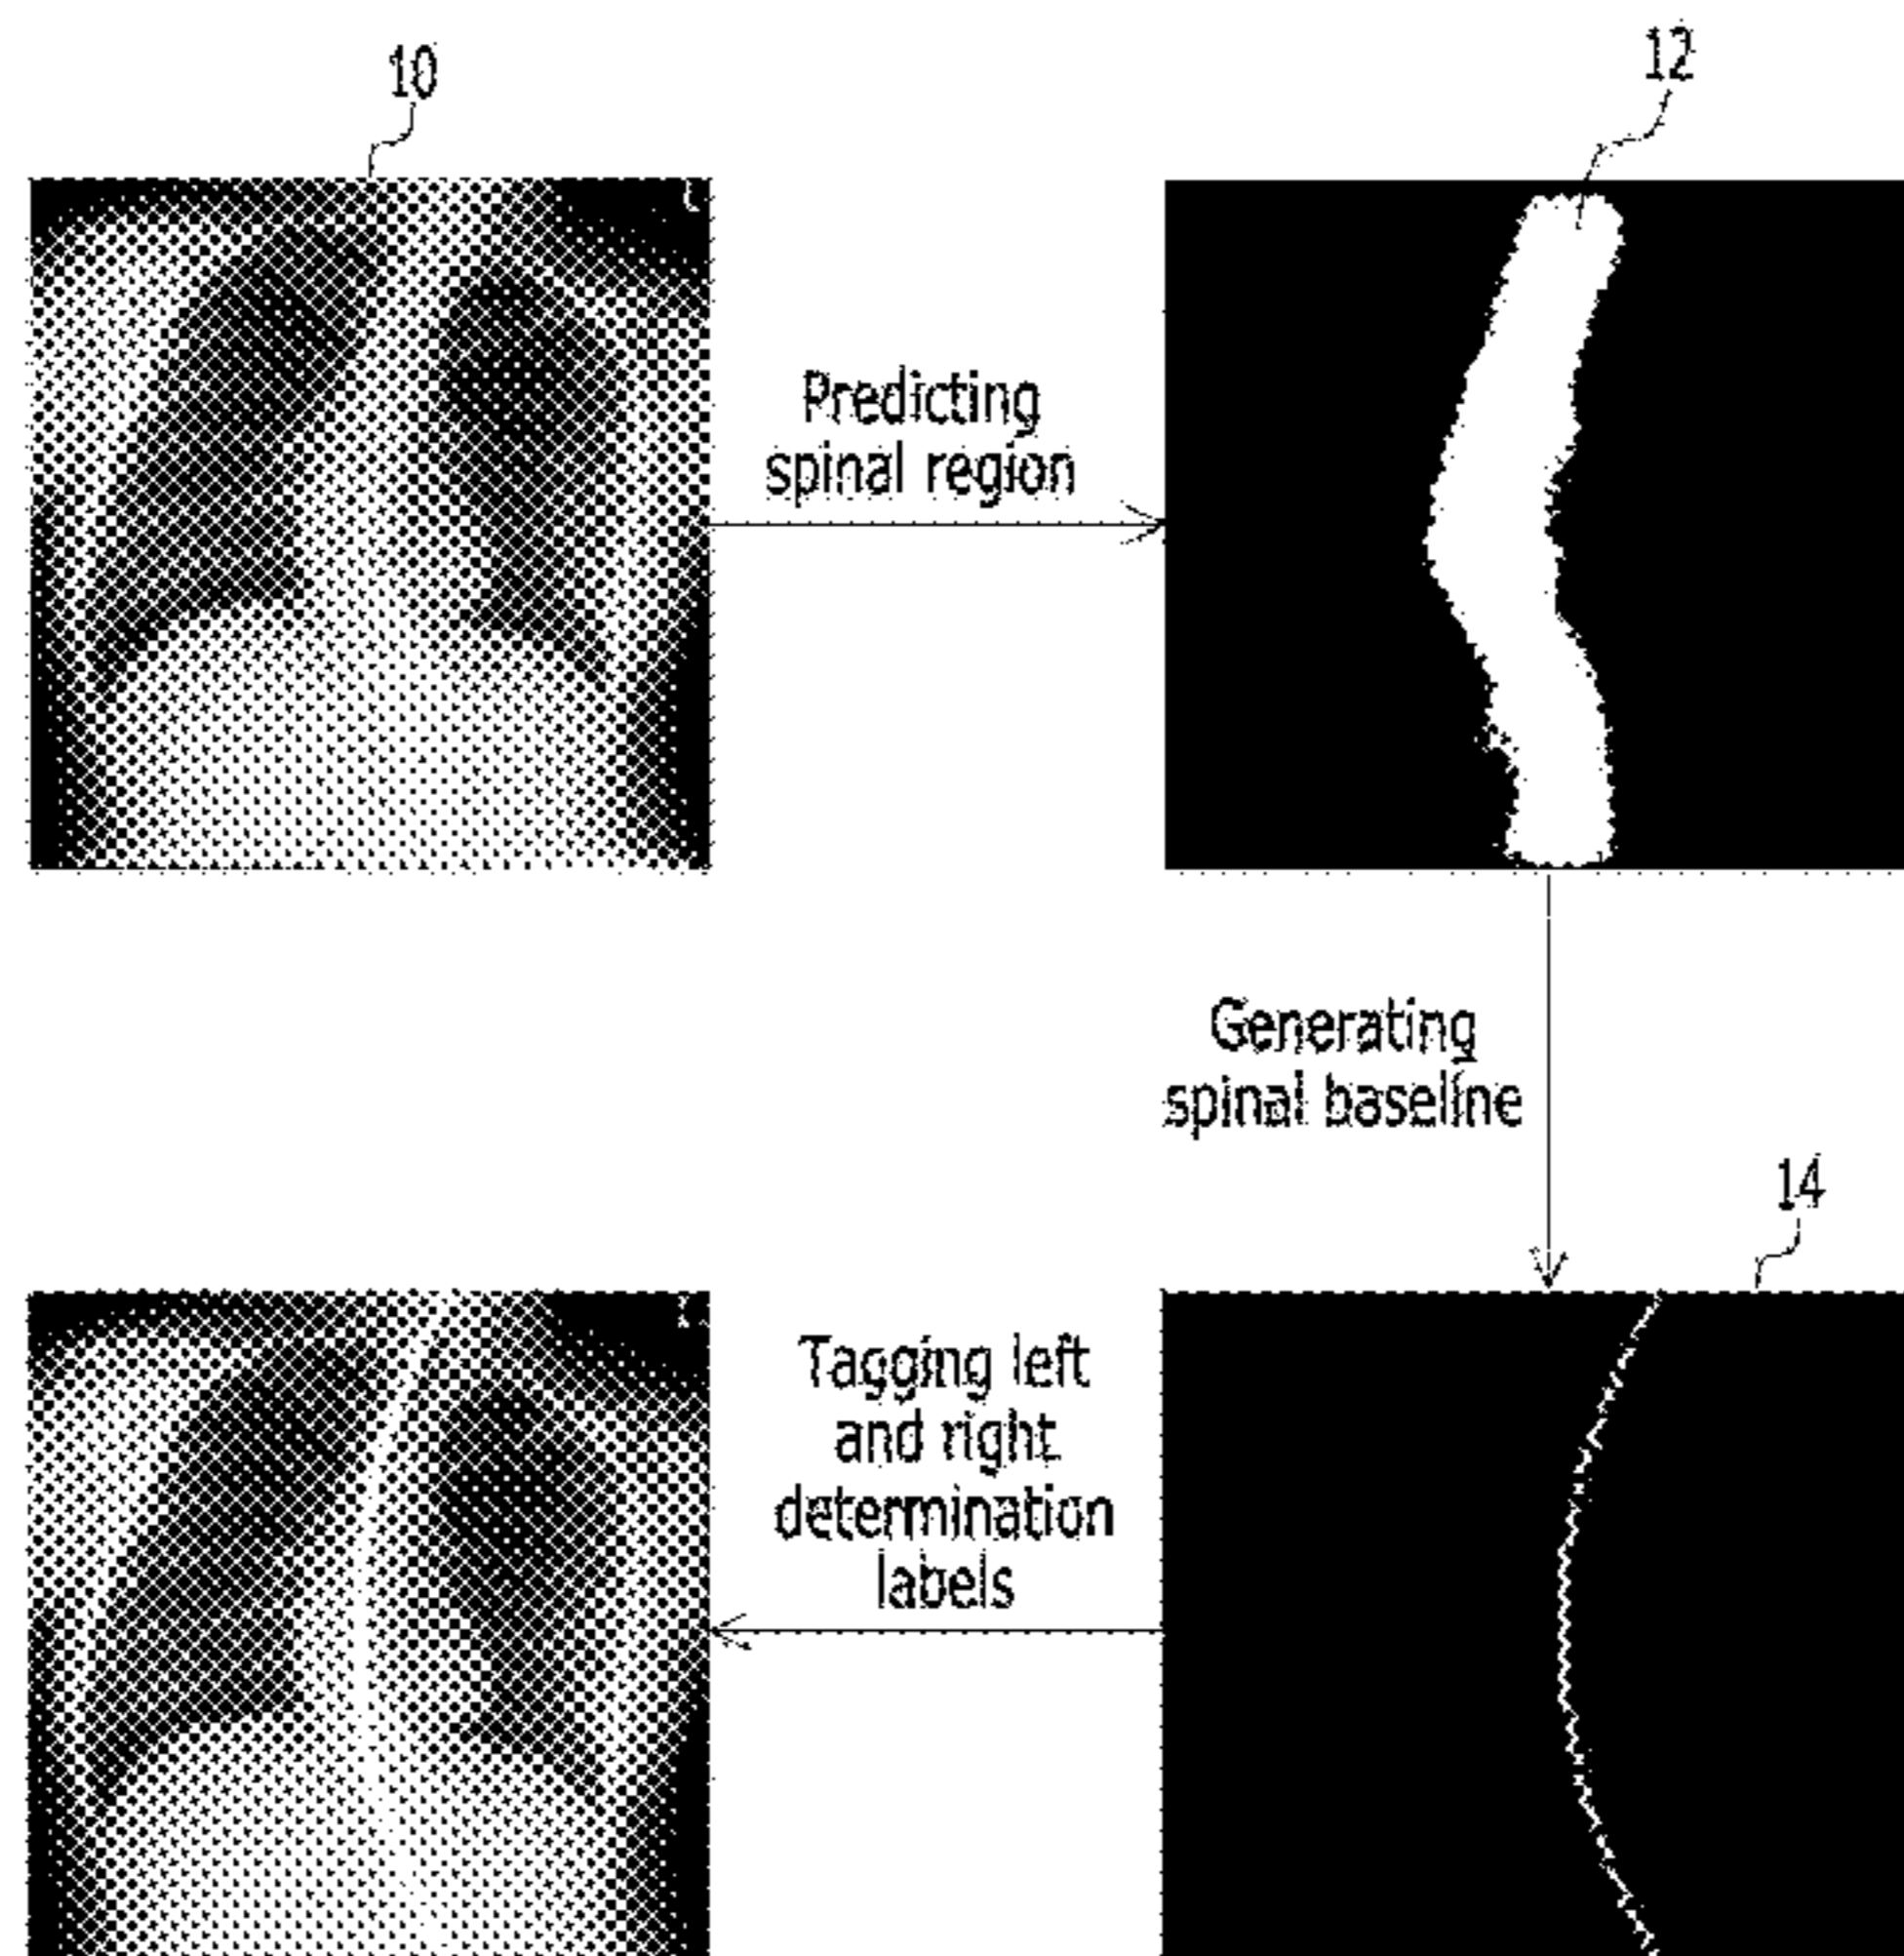 10
12
Predicting
spinal region
Generating
spinal baseline
14
Tagging left
and right
determination
labels